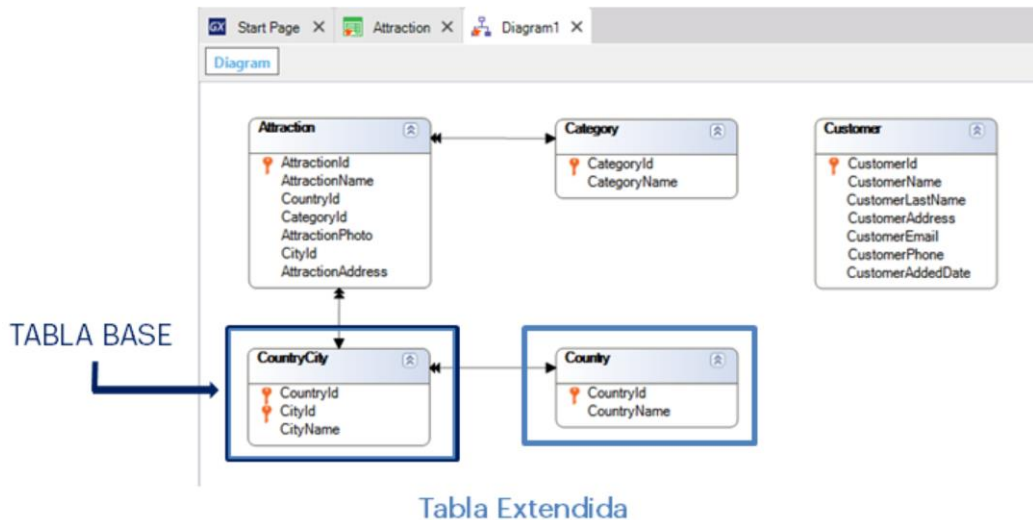 GX Start Page X Attraction X Diagram1 X
Diagram
Attraction
AttractionId
AttractionName
CountryId
CategoryId
AttractionPhoto
CityId
AttractionAddress
Category
CategoryId
CategoryName
Customer
CustomerId
CustomerName
CustomerLastName
CustomerAddress
CustomerEmail
CustomerPhone
CustomerAddedDate
TABLA BASE
CountryCity
CountryId
CityId
CityName
Country
CountryId
CountryName
Tabla Extendida